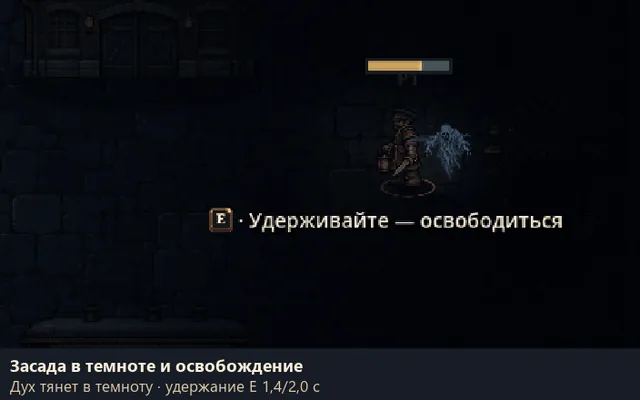 P1
E · Удерживайте — освободиться
Засада в темноте и освобождение
Дух тянет в темноту · удержание E 1,4/2,0 с